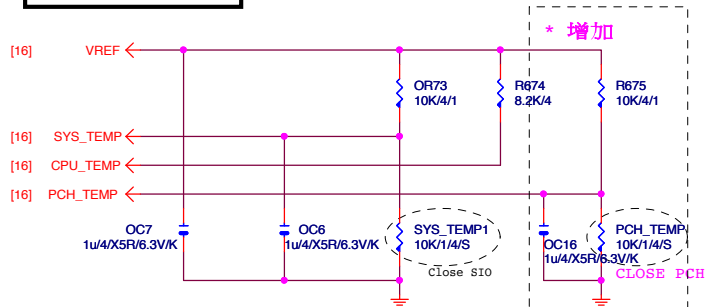 * 增加
[16] VREF
OR73
10K/4/1
R674
8.2K/4
R675
10K/4/1
[16] SYS_TEMP
[16] CPU_TEMP
[16] PCH_TEMP
OC7
1u/4/X5R/6.3V/K
OC6
1u/4/X5R/6.3V/K
SYS_TEMP1
10K/1/4/S
Close SIO
OC16
1u/4/X5R/6.3V/K
PCH_TEMP
10K/1/4/S
CLOSE PCH